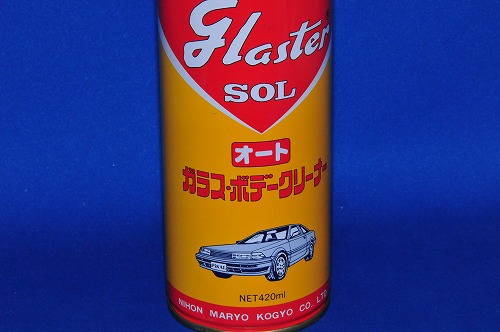 Glaster
SOL
オート
ガラス・ボデークリーナー
NET420ml
NIHON MARYO KOGYO CO. LTD.